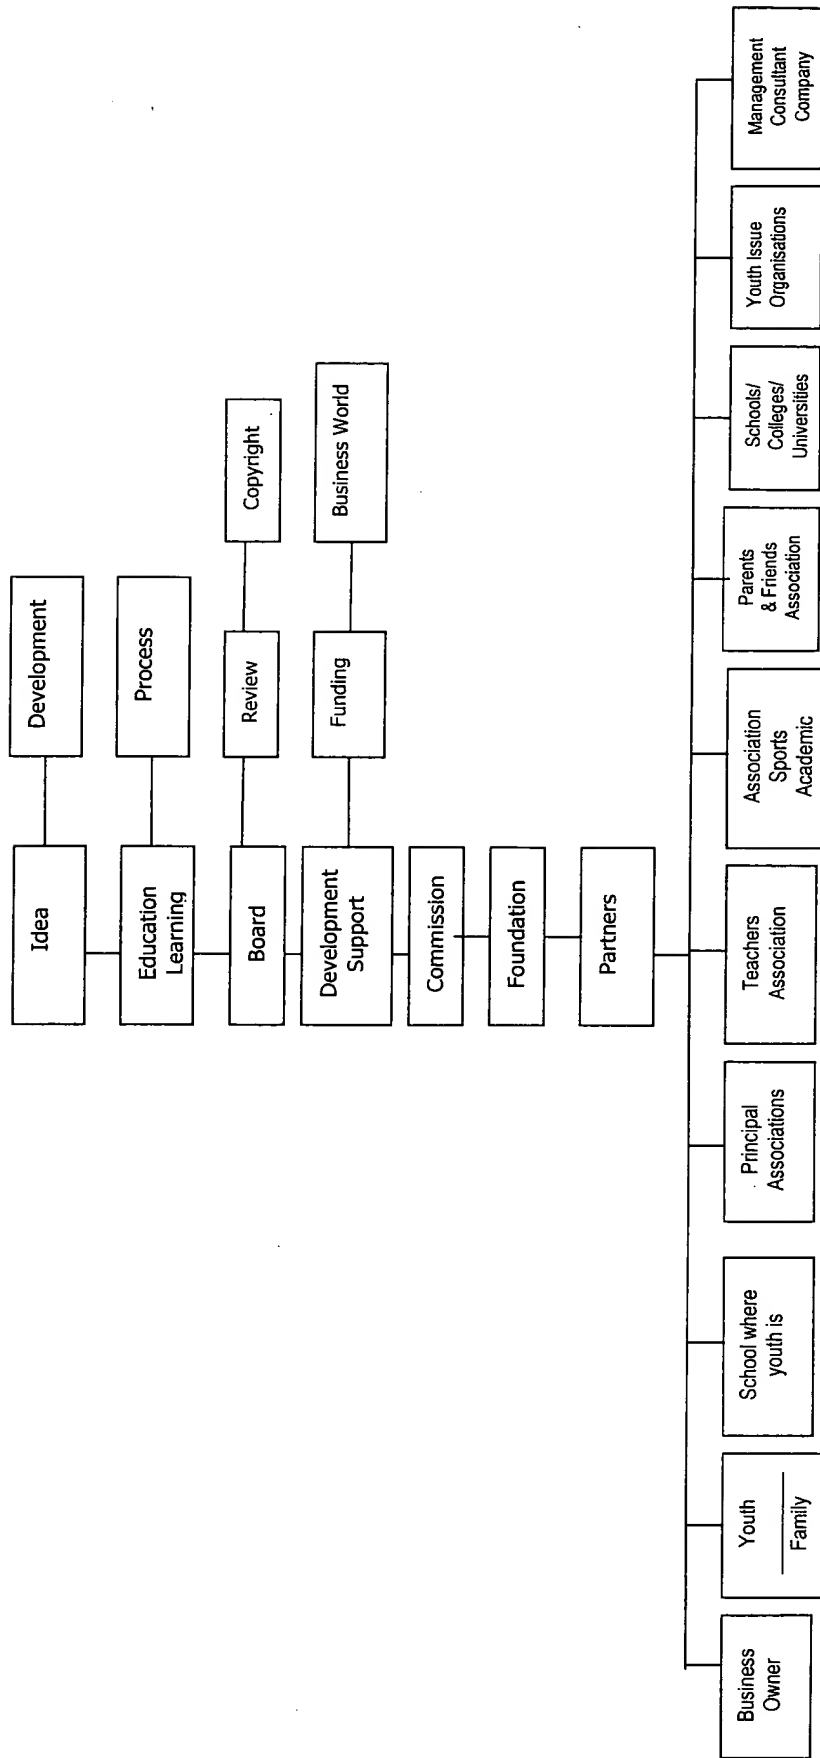 Idea
Development
Education
Learning
Process
Board
Review
Copyright
Development
Support
Funding
Business World
Commission
Foundation
Partners
Business
Owner
Youth
Family
School where
youth is
Principal
Associations
Teachers
Association
Association
Sports
Academic
Parents
& Friends
Association
Schools/
Colleges/
Universities
Youth Issue
Organisations
Management
Consultant
Company